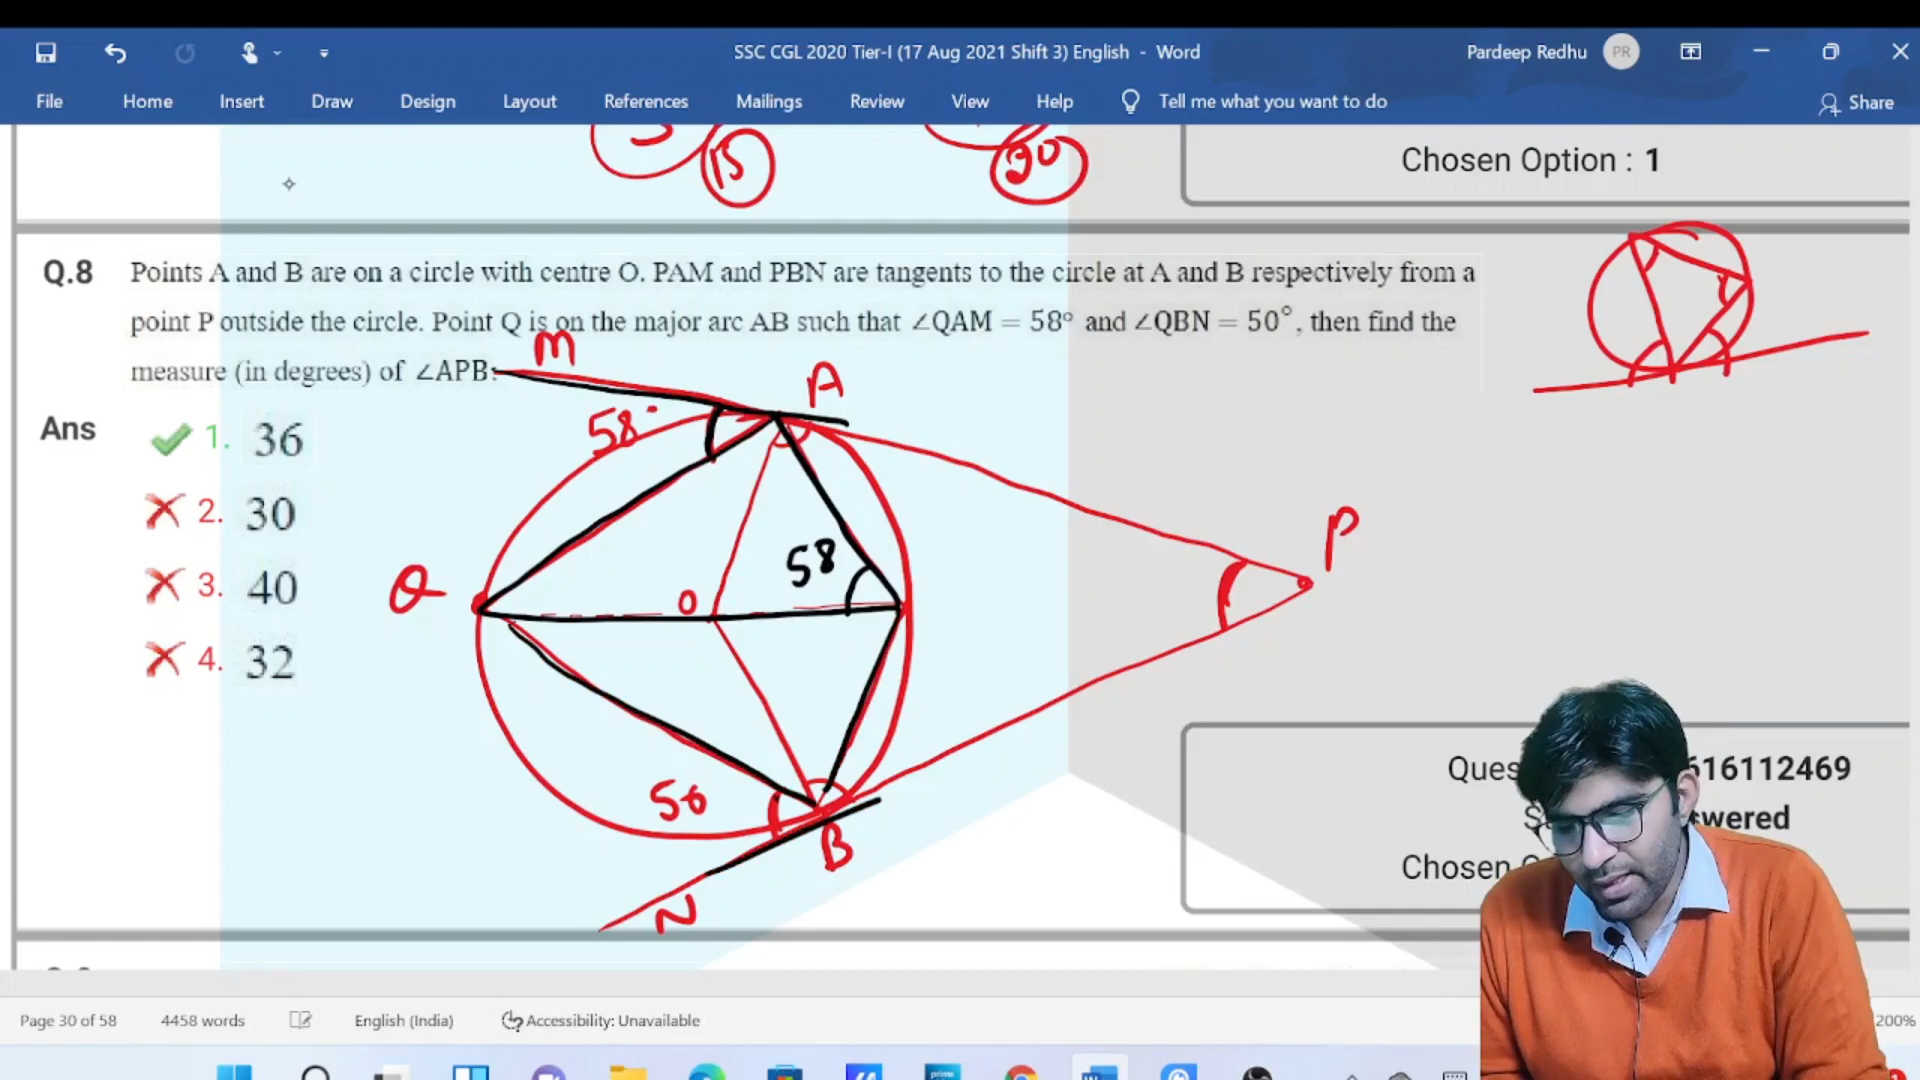 SSC CGL 2020 Tier-I (17 Aug 2021 Shift 3) English - Word
Pardeep Redhu
PR
File Home Insert Draw Design Layout References Mailings Review View Help Tell me what you want to do Share
15
30
Chosen Option : 1
Q.8 Points A and B are on a circle with centre O. PAM and PBN are tangents to the circle at A and B respectively from a
point P outside the circle. Point Q is on the major arc AB such that ∠QAM = 58° and ∠QBN = 50°, then find the
measure (in degrees) of ∠APB:
M
A
58°
Ans
1. 36
2. 30
3. 40
4. 32
P
58
Q
O
50
B
N
Ques
616112469
swered
Chosen
Page 30 of 58 4458 words English (India) Accessibility: Unavailable 200%
prime